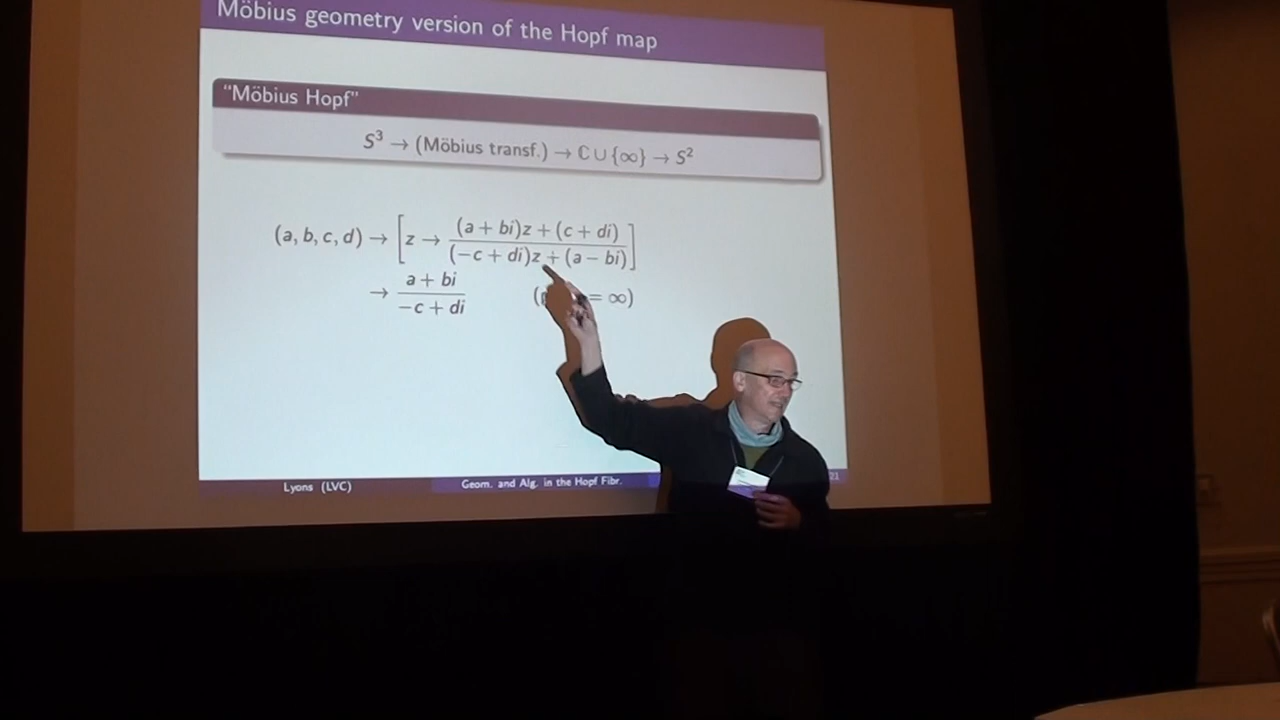 Möbius geometry version of the Hopf map
"Möbius Hopf"
S³ → (Möbius transf.) → ℂ ∪ {∞} → S²
(a, b, c, d) → [z → (a + bi)z + (c + di) / (−c + di)z + (a − bi)]
→ a + bi / −c + di ( = ∞)
Lyons (LVC) Geom. and Alg. in the Hopf Fibr. 21